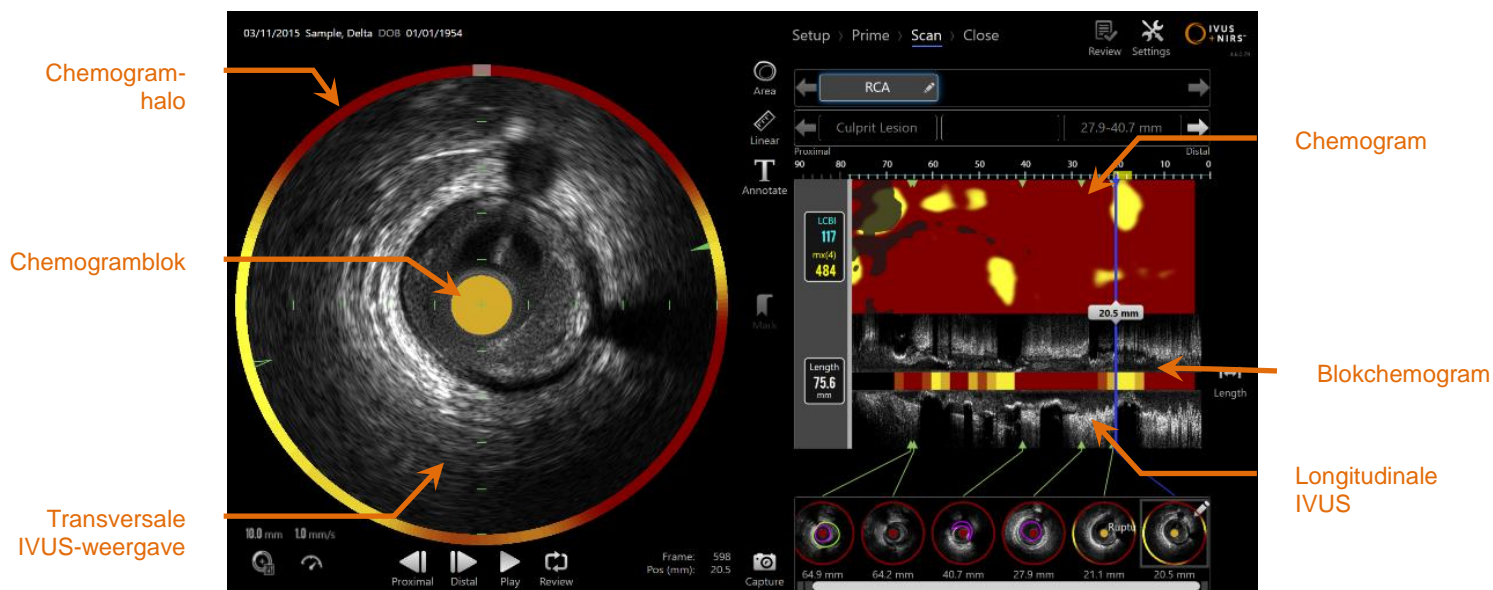 03/11/2015 Sample, Delta DOB 01/01/1954
Setup > Prime > Scan > Close
Review
Settings
IVUS
+NIRS
Chemogram-
halo
Area
RCA
Linear
Culprit Lesion
27.9-40.7 mm
Chemogram
Proximal
Distal
90 80 70 60 50 40 30 20 10 0
Annotate
LCBI
117
mx(4)
484
Chemogramblok
Mark
20.5 mm
Length
75.6
mm
Blokchemogram
Length
Longitudinale
IVUS
Transversale
IVUS-weergave
10.0 mm 1.0 mm/s
Proximal
Distal
Play
Review
Frame: 598
Pos (mm): 20.5
Capture
Ruptu
64.9 mm
64.2 mm
40.7 mm
27.9 mm
21.1 mm
20.5 mm